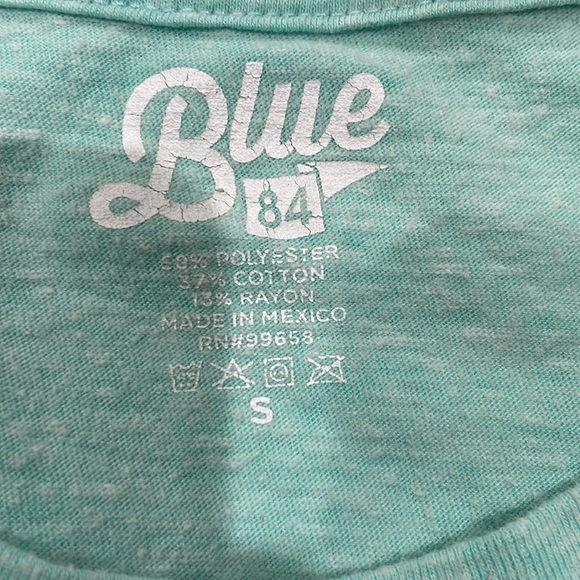 Blue
84
50% POLYESTER
37% COTTON
13% RAYON
MADE IN MEXICO
RN#99658
S